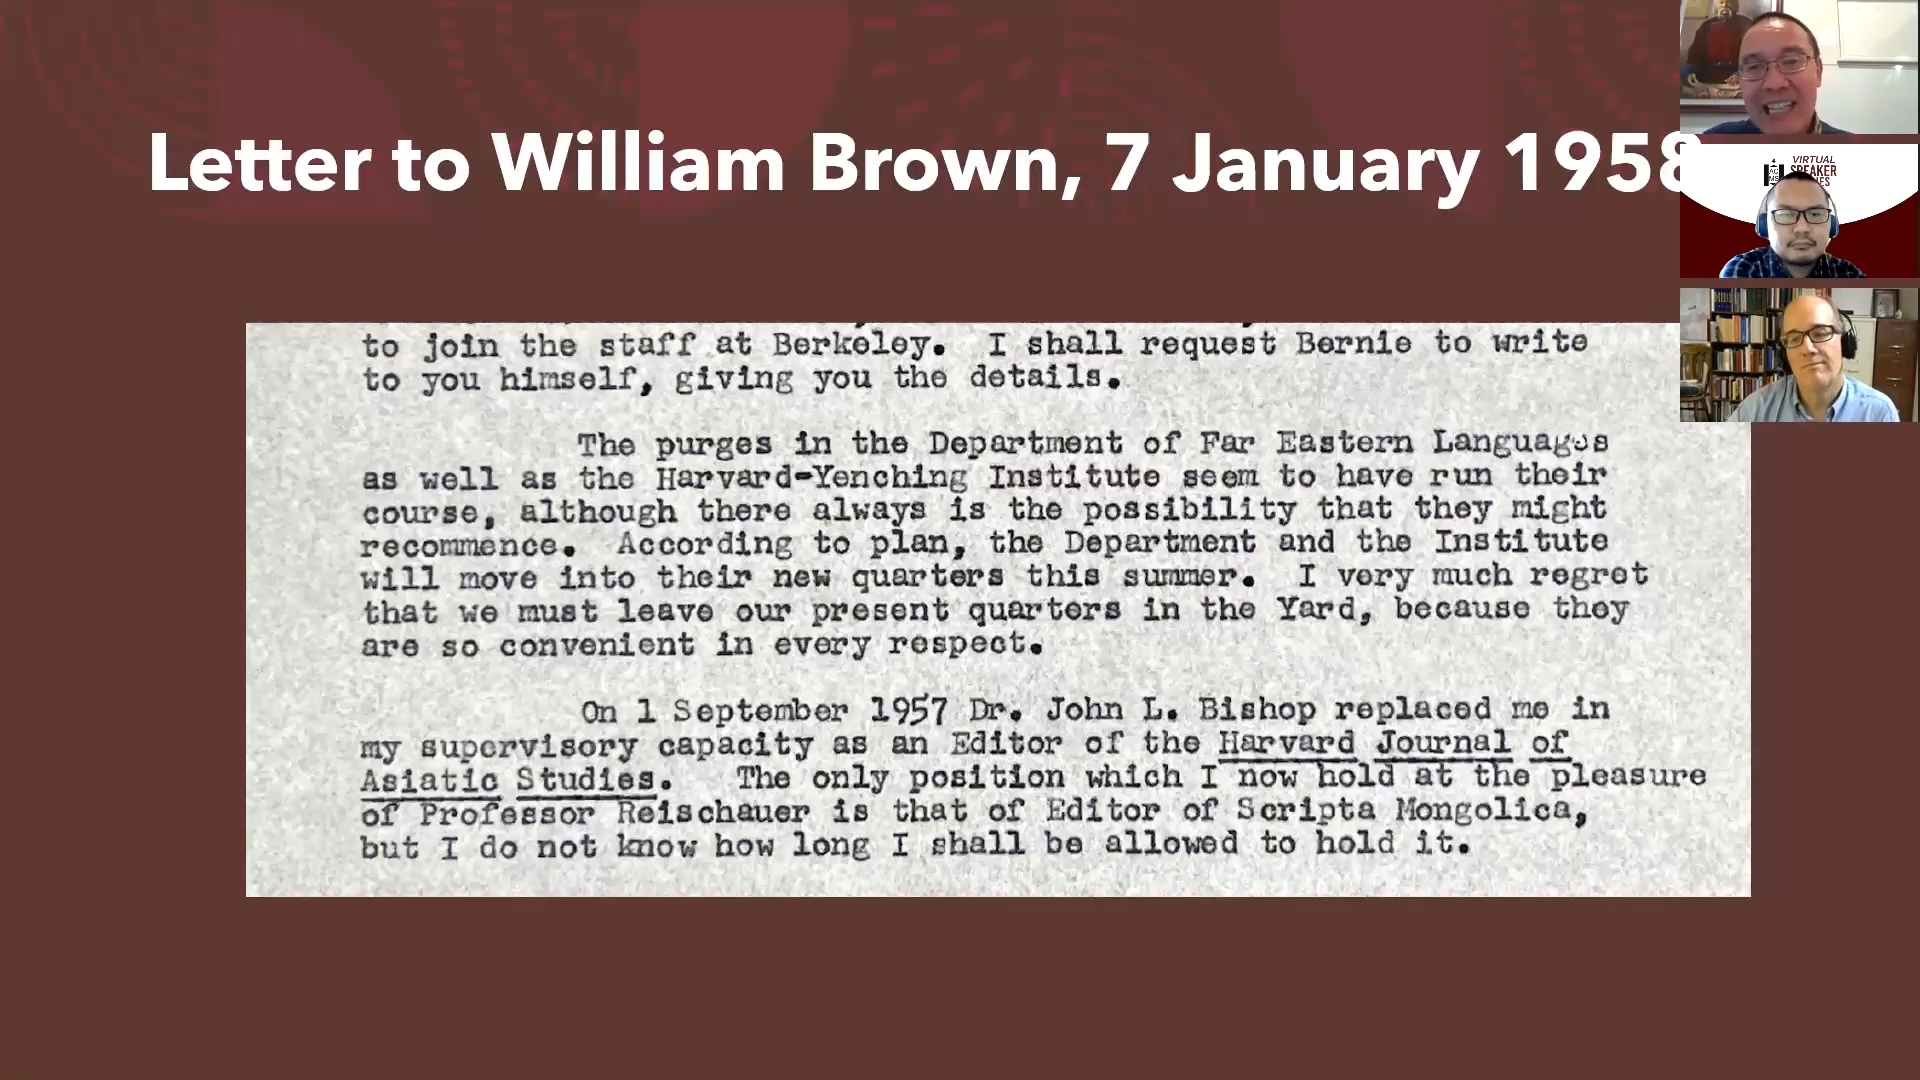 Letter to William Brown, 7 January 1958
VIRTUAL
SPEAKER
to join the staff at Berkeley. I shall request Bernie to write
to you himself, giving you the details.
The purges in the Department of Far Eastern Languages
as well as the Harvard-Yenching Institute seem to have run their
course, although there always is the possibility that they might
recommence. According to plan, the Department and the Institute
will move into their new quarters this summer. I very much regret
that we must leave our present quarters in the Yard, because they
are so convenient in every respect.
On 1 September 1957 Dr. John L. Bishop replaced me in
my supervisory capacity as an Editor of the Harvard Journal of
Asiatic Studies. The only position which I now hold at the pleasure
of Professor Reischauer is that of Editor of Scripta Mongolica,
but I do not know how long I shall be allowed to hold it.